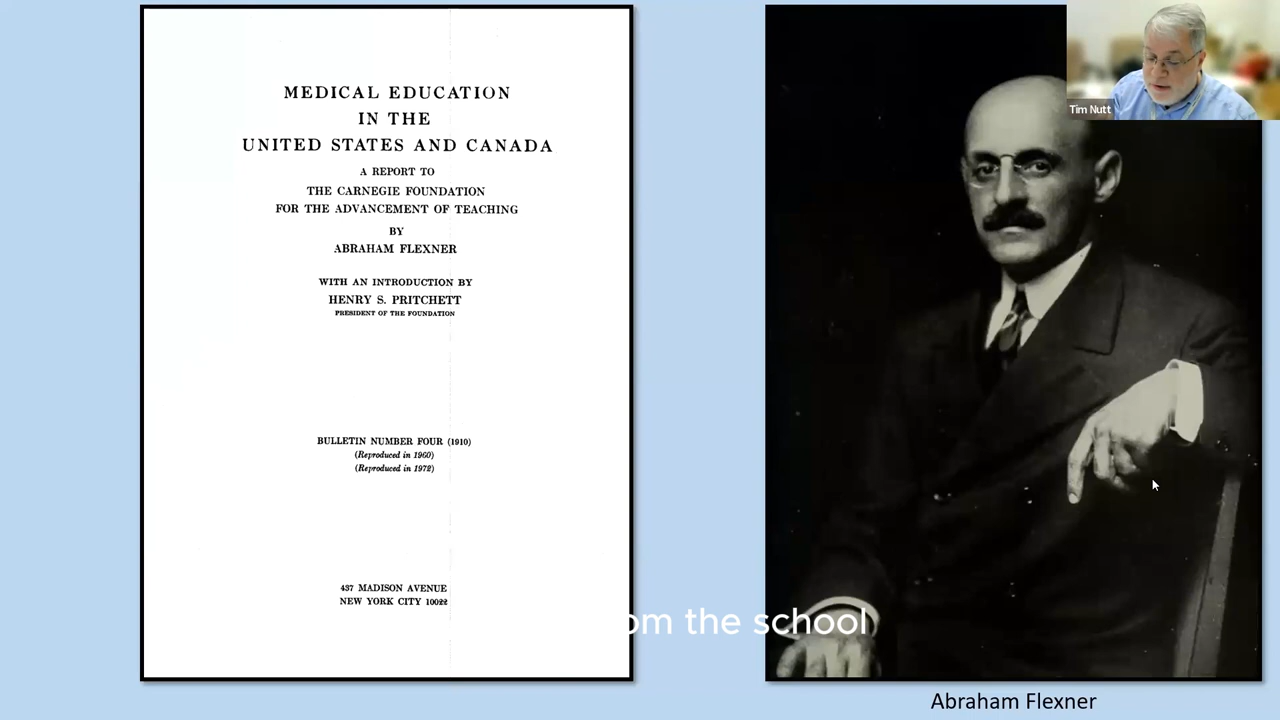 MEDICAL EDUCATION
IN THE
UNITED STATES AND CANADA
A REPORT TO
THE CARNEGIE FOUNDATION
FOR THE ADVANCEMENT OF TEACHING
BY
ABRAHAM FLEXNER
WITH AN INTRODUCTION BY
HENRY S. PRITCHETT
PRESIDENT OF THE FOUNDATION
BULLETIN NUMBER FOUR (1910)
(Reproduced in 1960)
(Reproduced in 1972)
437 MADISON AVENUE
NEW YORK CITY 10022
Tim Nutt
the school
Abraham Flexner